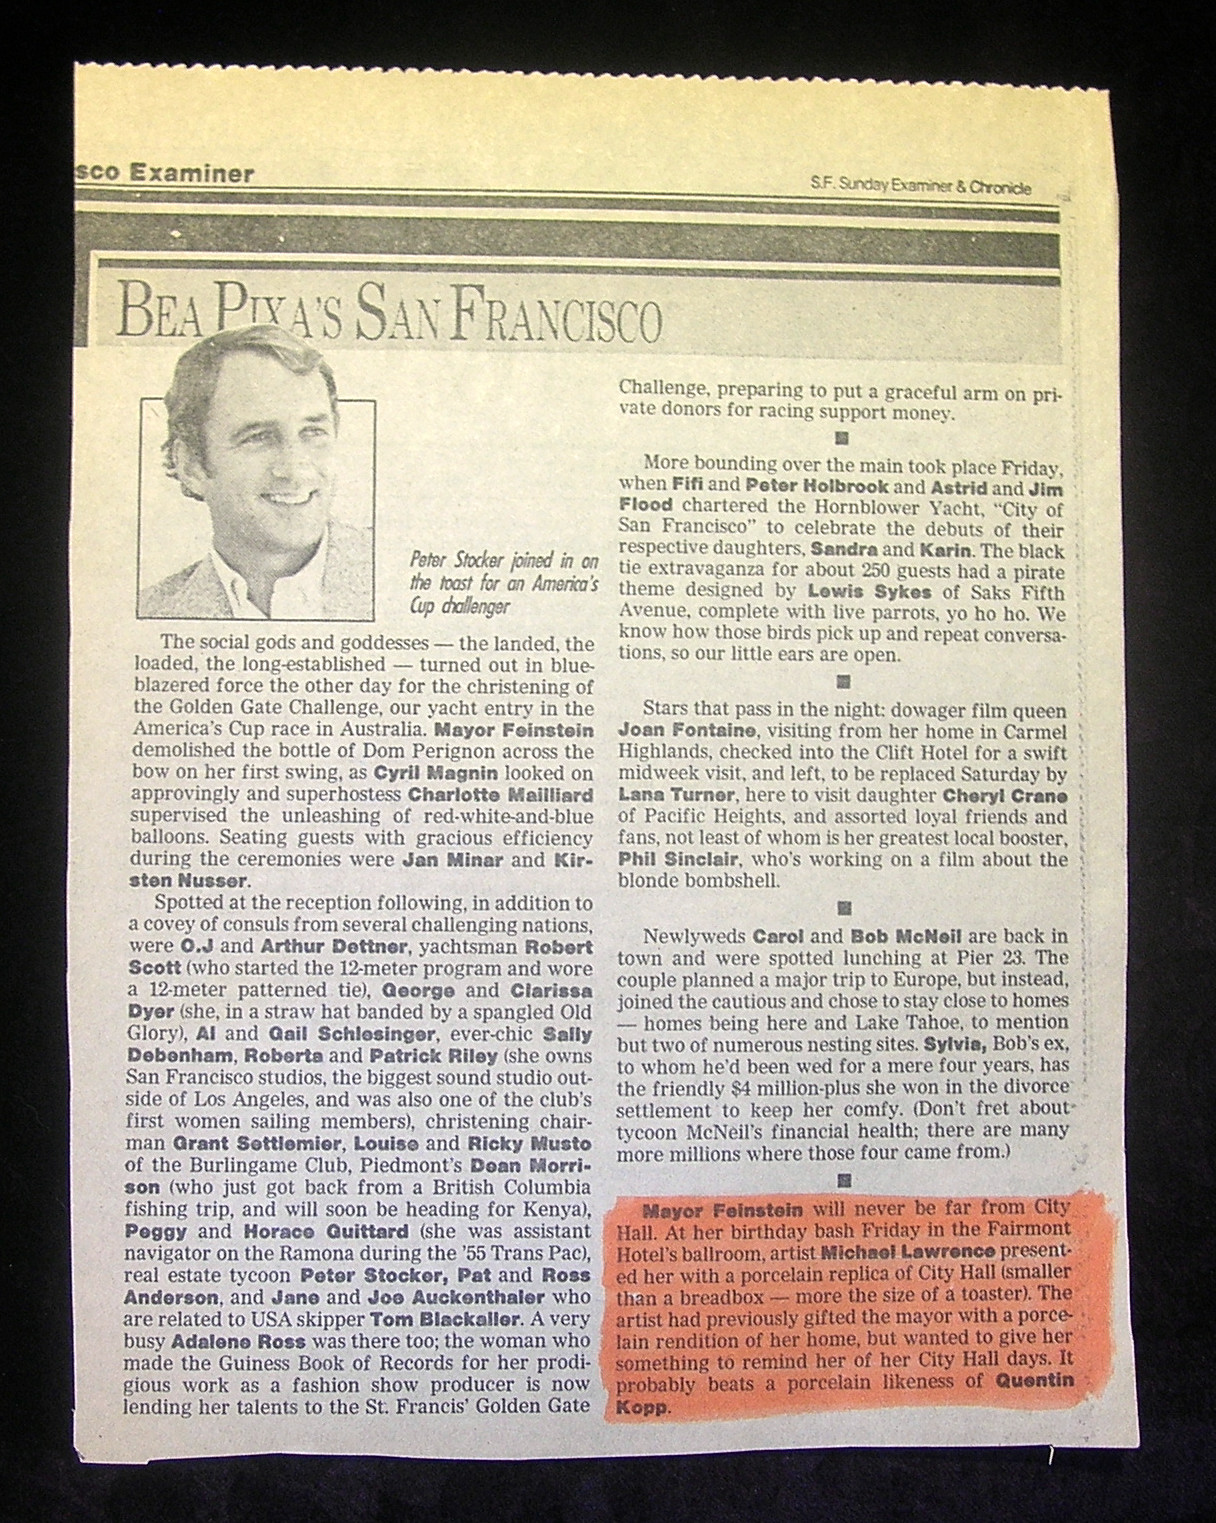 sco Examiner
S.F. Sunday Examiner & Chronicle
BEA PIXA'S SAN FRANCISCO
Peter Stocker joined in on
the toast for an America's
Cup challenger
The social gods and goddesses — the landed, the
loaded, the long-established — turned out in blue-
blazered force the other day for the christening of
the Golden Gate Challenge, our yacht entry in the
America's Cup race in Australia. Mayor Feinstein
demolished the bottle of Dom Perignon across the
bow on her first swing, as Cyril Magnin looked on
approvingly and superhostess Charlotte Mailliard
supervised the unleashing of red-white-and-blue
balloons. Seating guests with gracious efficiency
during the ceremonies were Jan Minar and Kir-
sten Nusser.
Spotted at the reception following, in addition to
a covey of consuls from several challenging nations,
were O.J and Arthur Dettner, yachtsman Robert
Scott (who started the 12-meter program and wore
a 12-meter patterned tie), George and Clarissa
Dyer (she, in a straw hat banded by a spangled Old
Glory), Al and Gail Schlesinger, ever-chic Sally
Debenham, Roberta and Patrick Riley (she owns
San Francisco studios, the biggest sound studio out-
side of Los Angeles, and was also one of the club's
first women sailing members), christening chair-
man Grant Settlemier, Louise and Ricky Musto
of the Burlingame Club, Piedmont's Dean Morri-
son (who just got back from a British Columbia
fishing trip, and will soon be heading for Kenya),
Peggy and Horace Guittard (she was assistant
navigator on the Ramona during the '55 Trans Pac),
real estate tycoon Peter Stocker, Pat and Ross
Anderson, and Jane and Joe Auckenthaler who
are related to USA skipper Tom Blackaller. A very
busy Adalene Ross was there too; the woman who
made the Guiness Book of Records for her prodi-
gious work as a fashion show producer is now
lending her talents to the St. Francis' Golden Gate
Challenge, preparing to put a graceful arm on pri-
vate donors for racing support money.
More bounding over the main took place Friday,
when Fifi and Peter Holbrook and Astrid and Jim
Flood chartered the Hornblower Yacht, "City of
San Francisco" to celebrate the debuts of their
respective daughters, Sandra and Karin. The black
tie extravaganza for about 250 guests had a pirate
theme designed by Lewis Sykes of Saks Fifth
Avenue, complete with live parrots, yo ho ho. We
know how those birds pick up and repeat conversa-
tions, so our little ears are open.
Stars that pass in the night: dowager film queen
Joan Fontaine, visiting from her home in Carmel
Highlands, checked into the Clift Hotel for a swift
midweek visit, and left, to be replaced Saturday by
Lana Turner, here to visit daughter Cheryl Crane
of Pacific Heights, and assorted loyal friends and
fans, not least of whom is her greatest local booster,
Phil Sinclair, who's working on a film about the
blonde bombshell.
Newlyweds Carol and Bob McNeil are back in
town and were spotted lunching at Pier 23. The
couple planned a major trip to Europe, but instead,
joined the cautious and chose to stay close to homes
— homes being here and Lake Tahoe, to mention
but two of numerous nesting sites. Sylvia, Bob's ex,
to whom he'd been wed for a mere four years, has
the friendly $4 million-plus she won in the divorce
settlement to keep her comfy. (Don't fret about
tycoon McNeil's financial health; there are many
more millions where those four came from.)
Mayor Feinstein will never be far from City
Hall. At her birthday bash Friday in the Fairmont
Hotel's ballroom, artist Michael Lawrence present-
ed her with a porcelain replica of City Hall (smaller
than a breadbox — more the size of a toaster). The
artist had previously gifted the mayor with a porce-
lain rendition of her home, but wanted to give her
something to remind her of her City Hall days. It
probably beats a porcelain likeness of Quentin
Kopp.